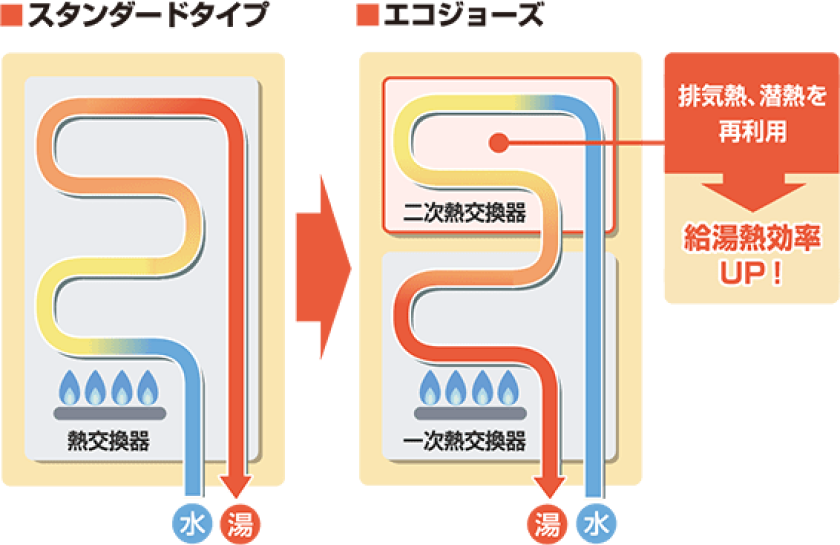 ■スタンダードタイプ
■エコジョーズ
熱交換器
水
湯
二次熱交換器
一次熱交換器
湯
水
排気熱、潜熱を
再利用
給湯熱効率
UP！